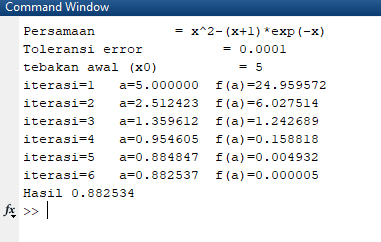 Command Window
Persamaan = x^2-(x+1)*exp(-x)
Toleransi error = 0.0001
tebakan awal (x0) = 5
iterasi=1 a=5.000000 f(a)=24.959572
iterasi=2 a=2.512423 f(a)=6.027514
iterasi=3 a=1.359612 f(a)=1.242689
iterasi=4 a=0.954605 f(a)=0.158818
iterasi=5 a=0.884847 f(a)=0.004932
iterasi=6 a=0.882537 f(a)=0.000005
Hasil 0.882534
fx >>